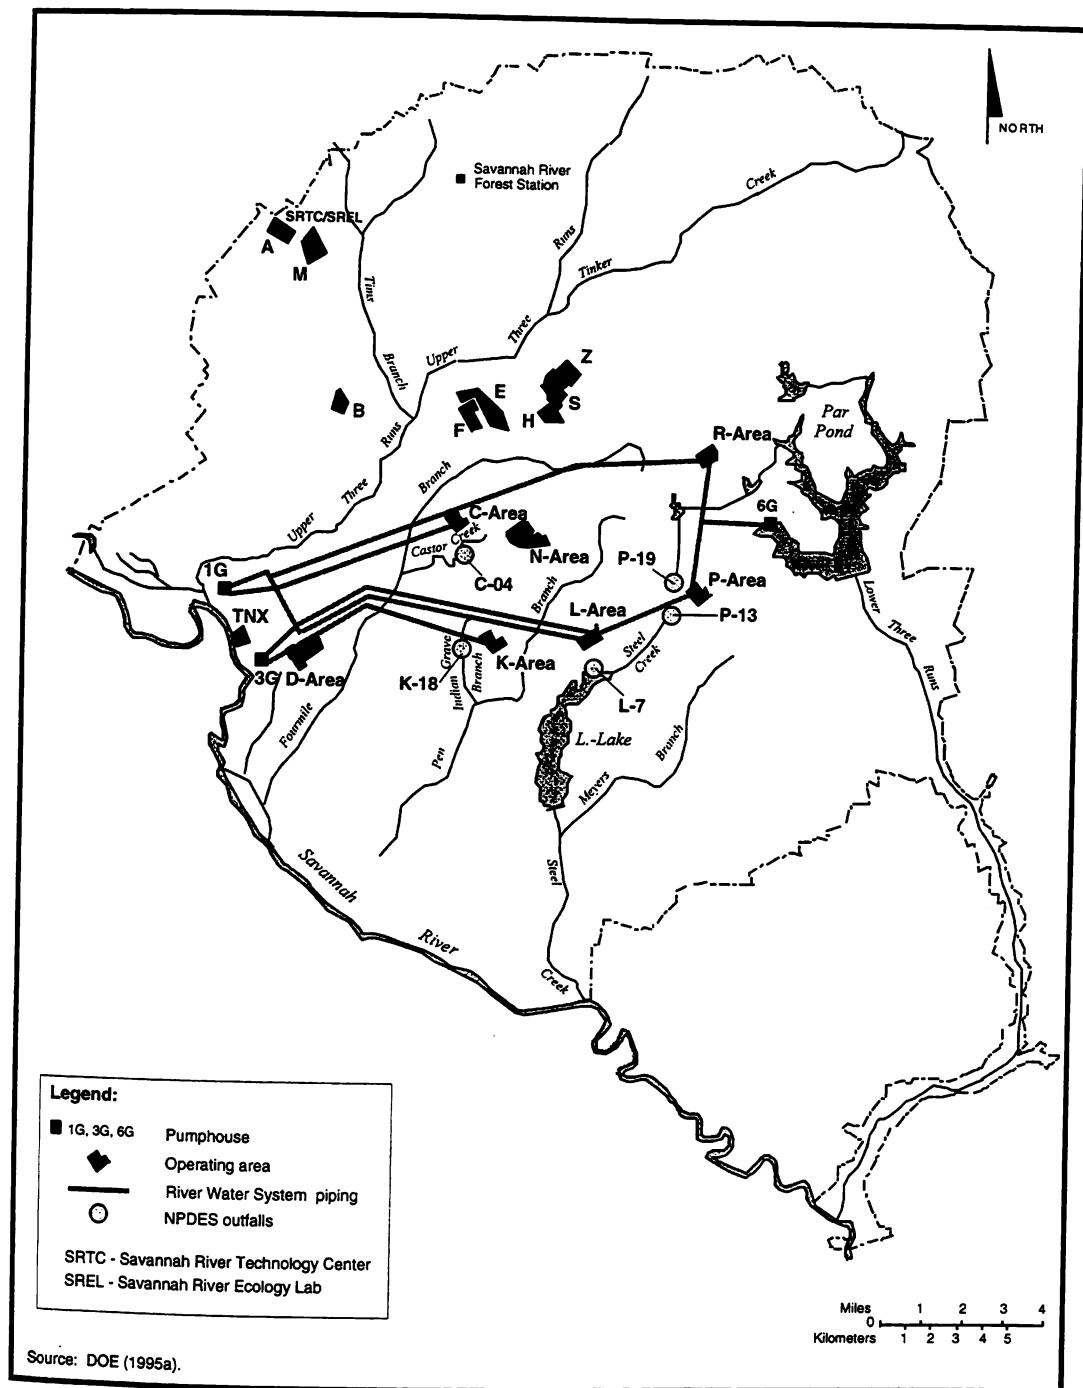 NORTH
Savannah River
Forest Station
Creek
SRTC/SREL
A
M
Runs
Tinker
Tims
Three
Upper
Branch
Z
E
S
B
F
H
Par
Pond
Runs
R-Area
Branch
Three
6G
C-Area
Upper
Castor Creek
N-Area
C-04
P-19
P-Area
1G
Branch
Lower
TNX
L-Area
P-13
Three
Steel
Creek
3G
D-Area
K-Area
K-18
Indian Grave
Branch
Runs
L-7
Fourmile
L.-Lake
Branch
Pen
Meyers
Savannah
Steel
River
Creek
Legend:
1G, 3G, 6G Pumphouse
Operating area
River Water System piping
NPDES outfalls
SRTC - Savannah River Technology Center
SREL - Savannah River Ecology Lab
Miles 1 2 3 4
0
Kilometers 1 2 3 4 5
Source: DOE (1995a).